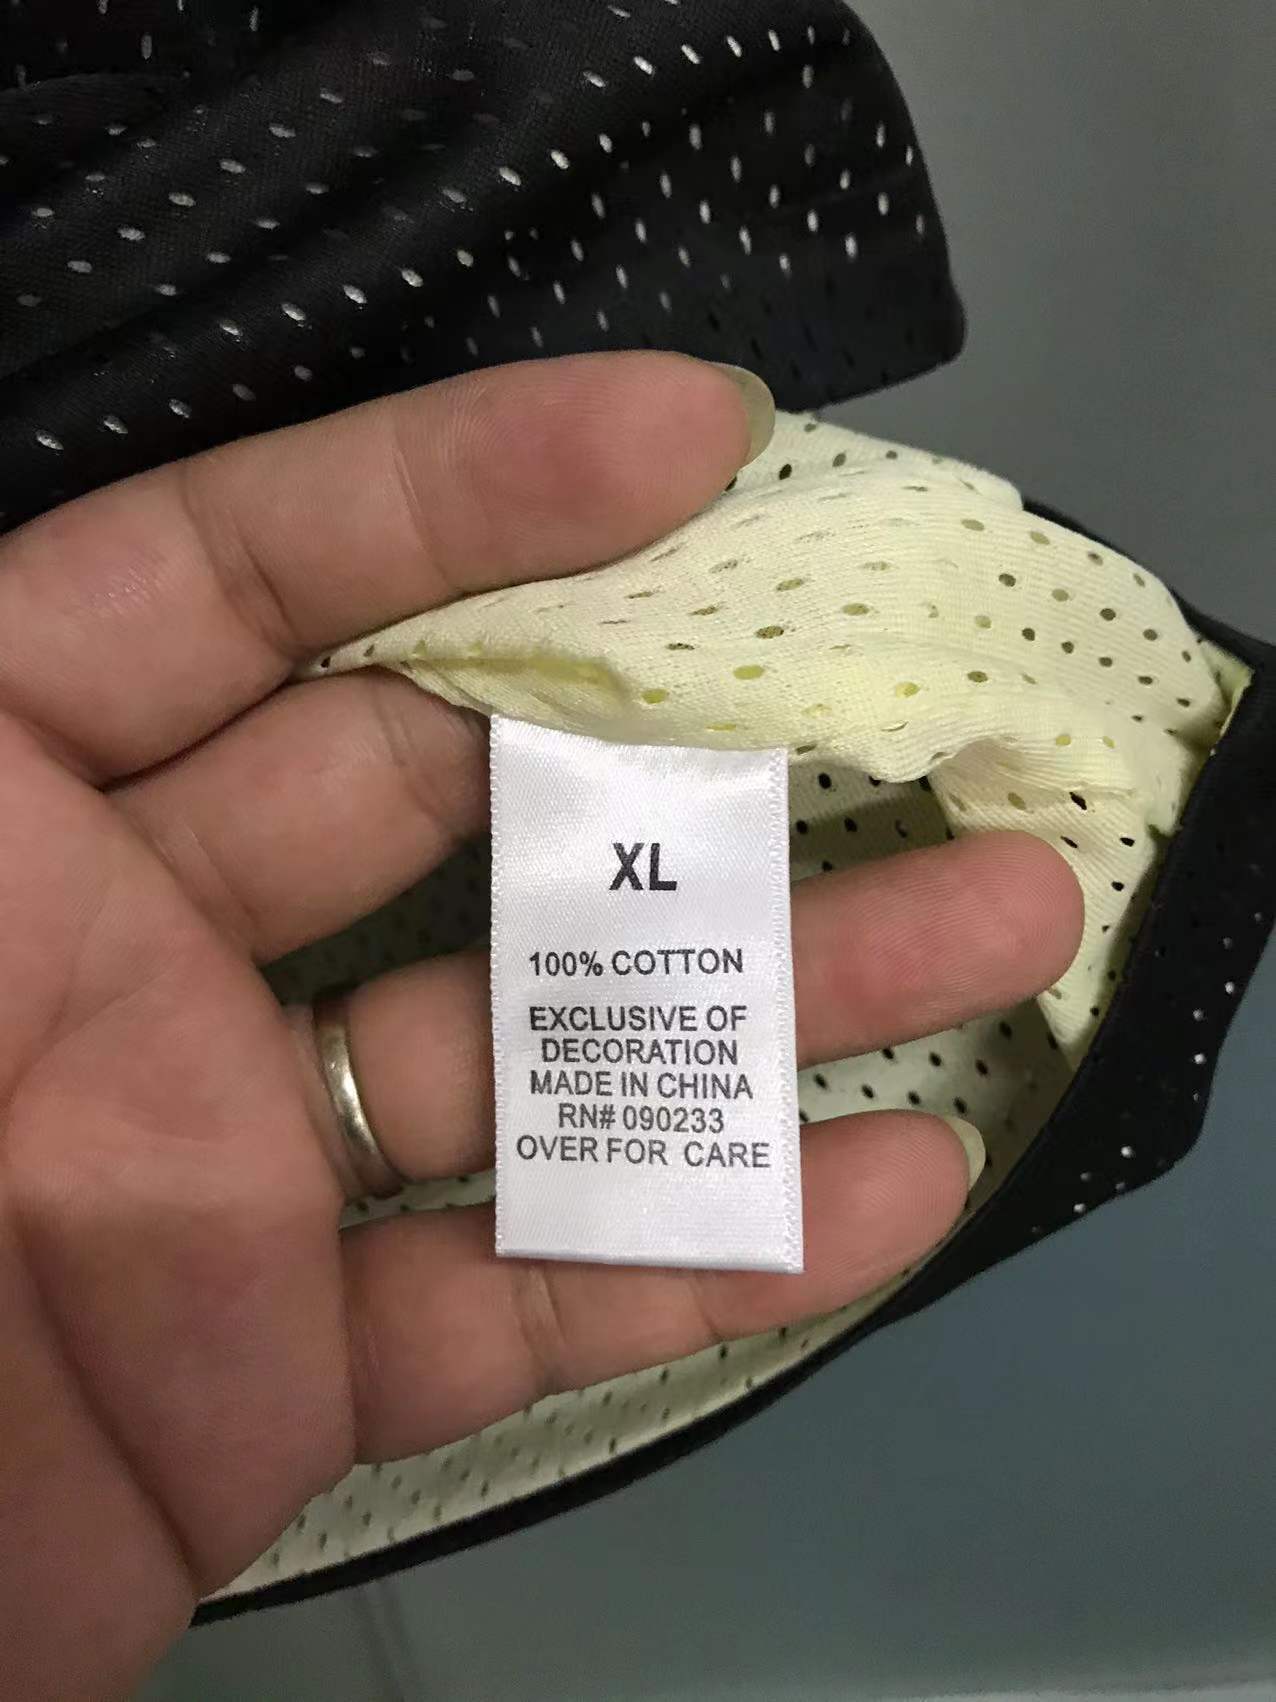 XL
100% COTTON
EXCLUSIVE OF
DECORATION
MADE IN CHINA
RN# 090233
OVER FOR CARE